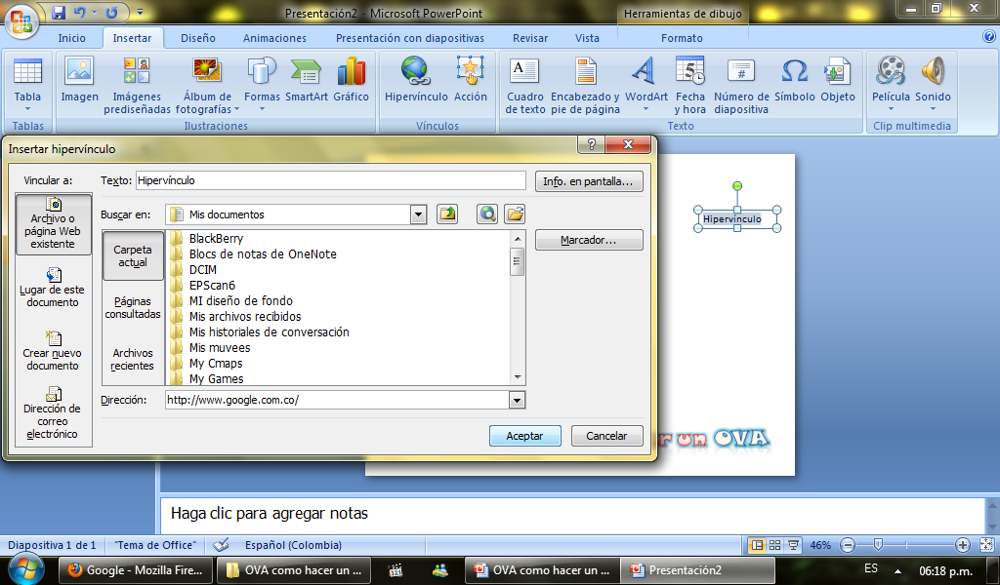 Presentación2 - Microsoft PowerPoint
Herramientas de dibujo
Inicio
Insertar
Diseño
Animaciones
Presentación con diapositivas
Revisar
Vista
Formato
Tabla
Imagen
Imágenes prediseñadas
Álbum de fotografías
Formas
SmartArt
Gráfico
Hipervínculo
Acción
Cuadro de texto
Encabezado y pie de página
WordArt
Fecha y hora
Número de diapositiva
Símbolo
Objeto
Película
Sonido
Tablas
Ilustraciones
Vínculos
Texto
Clip multimedia
Insertar hipervínculo
Vincular a:
Texto:
Hipervínculo
Info. en pantalla...
Archivo o página Web existente
Buscar en:
Mis documentos
Lugar de este documento
Crear nuevo documento
Dirección de correo electrónico
Carpeta actual
Páginas consultadas
Archivos recientes
BlackBerry
Blocs de notas de OneNote
DCIM
EPScan6
MI diseño de fondo
Mis archivos recibidos
Mis historiales de conversación
Mis muvees
My Cmaps
My Games
Marcador...
Dirección:
http://www.google.com.co/
Aceptar
Cancelar
Hipervínculo
r un OVA
Haga clic para agregar notas
Diapositiva 1 de 1
"Tema de Office"
Español (Colombia)
46%
Google - Mozilla Fire...
OVA como hacer un ...
OVA como hacer un ...
Presentación2
ES
06:18 p.m.